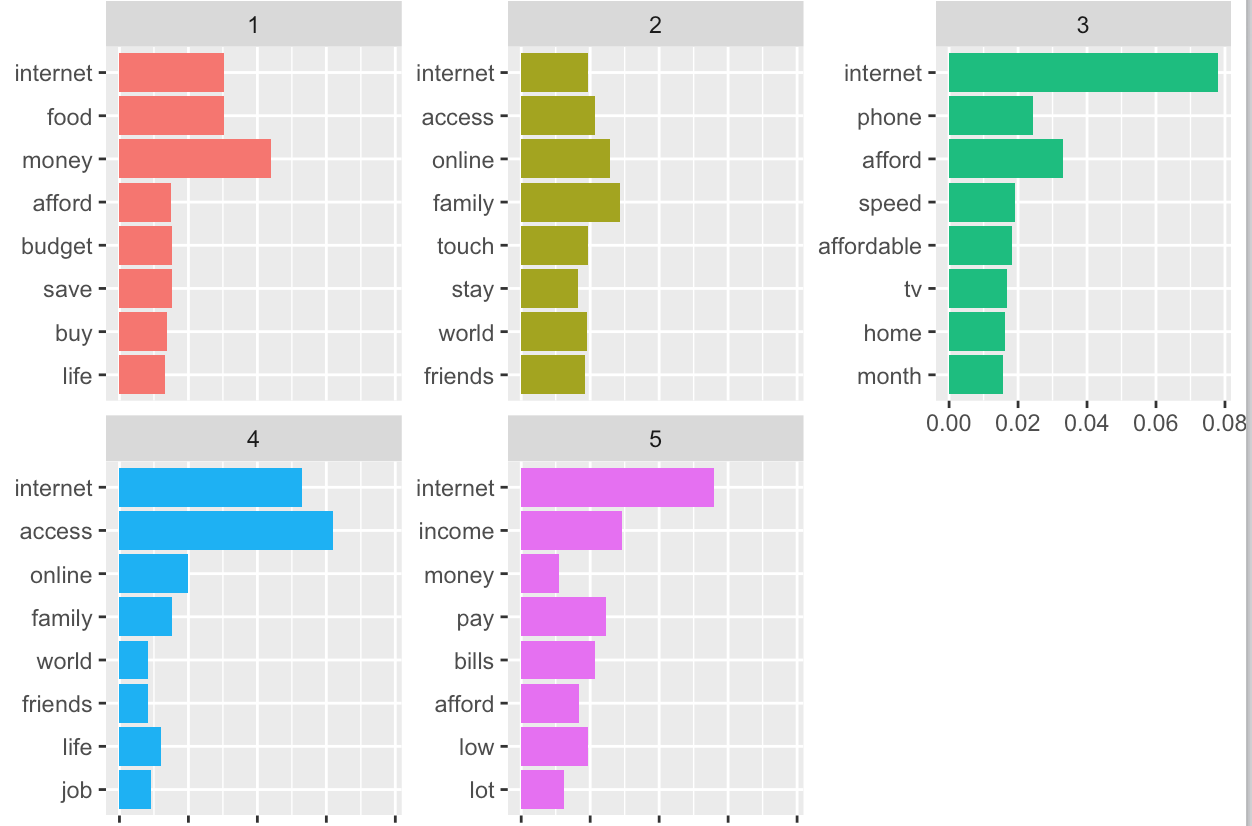 1
internet
food
money
afford
budget
save
buy
life
2
internet
access
online
family
touch
stay
world
friends
3
internet
phone
afford
speed
affordable
tv
home
month
0.00 0.02 0.04 0.06 0.08
4
internet
access
online
family
world
friends
life
job
5
internet
income
money
pay
bills
afford
low
lot